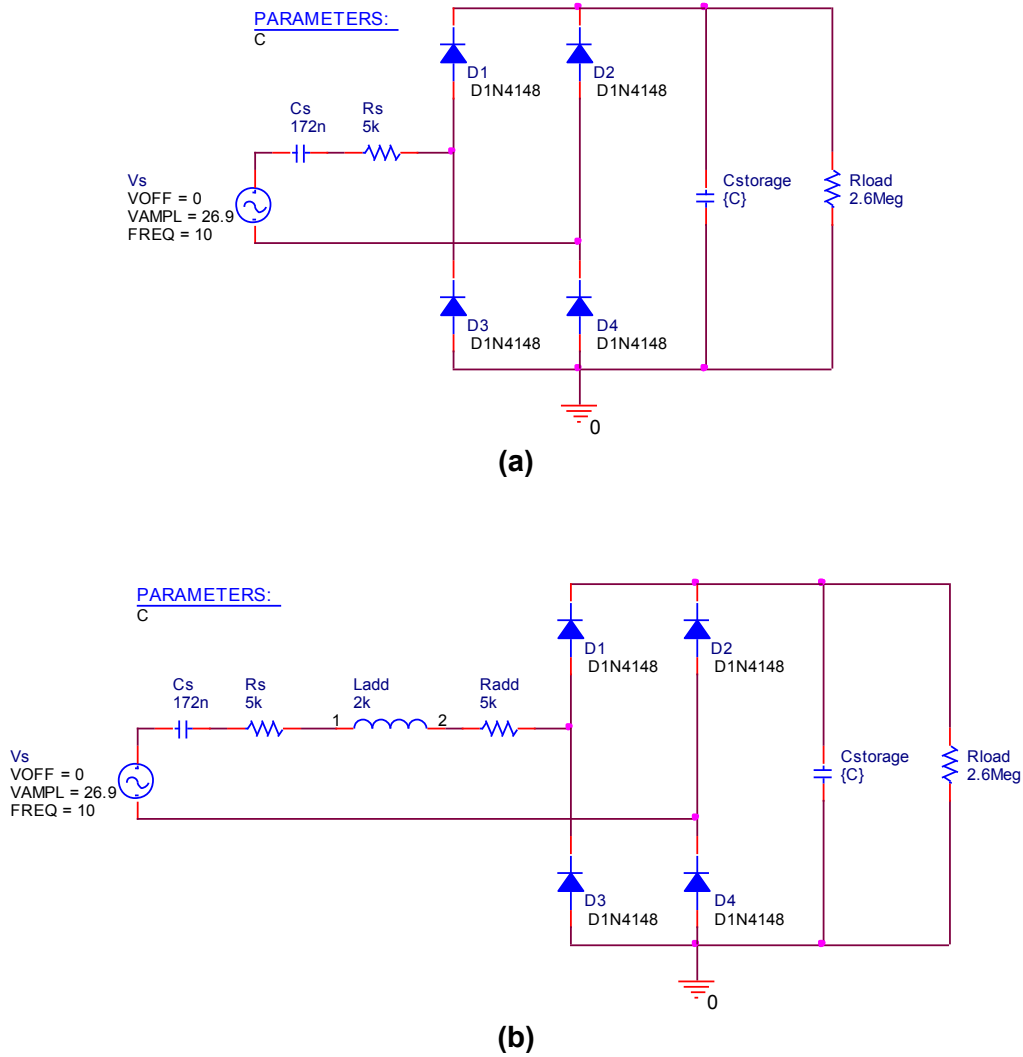 PARAMETERS:
C
D1
D1N4148
D2
D1N4148
Cs
172n
Rs
5k
Vs
VOFF = 0
VAMPL = 26.9
FREQ = 10
Cstorage
{C}
Rload
2.6Meg
D3
D1N4148
D4
D1N4148
0
(a)
PARAMETERS:
C
D1
D1N4148
D2
D1N4148
Cs
172n
Rs
5k
Ladd
2k
Radd
5k
1
2
Vs
VOFF = 0
VAMPL = 26.9
FREQ = 10
Cstorage
{C}
Rload
2.6Meg
D3
D1N4148
D4
D1N4148
0
(b)